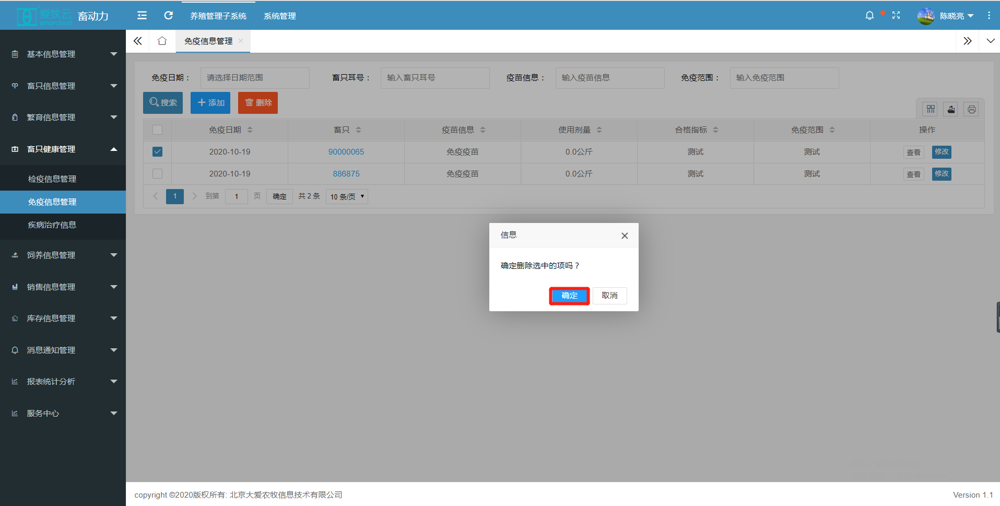 爱牧云
amorcloud
畜动力
养殖管理子系统
系统管理
陈晓亮
基本信息管理
畜只信息管理
繁育信息管理
畜只健康管理
检疫信息管理
免疫信息管理
疾病治疗信息
饲养信息管理
销售信息管理
库存信息管理
消息通知管理
报表统计分析
服务中心
免疫信息管理
免疫日期： 请选择日期范围 畜只耳号： 输入畜只耳号 疫苗信息： 输入疫苗信息 免疫范围： 输入免疫范围
搜索 添加 删除
免疫日期 畜只 疫苗信息 使用剂量 合格指标 免疫范围 操作
2020-10-19 90000065 免疫疫苗 0.0公斤 测试 测试 查看 修改
2020-10-19 886875 免疫疫苗 0.0公斤 测试 测试 查看 修改
1 到第 1 页 确定 共 2 条 10 条/页
信息
确定删除选中的项吗？
确定 取消
copyright ©2020版权所有: 北京大爱农牧信息技术有限公司
Version 1.1